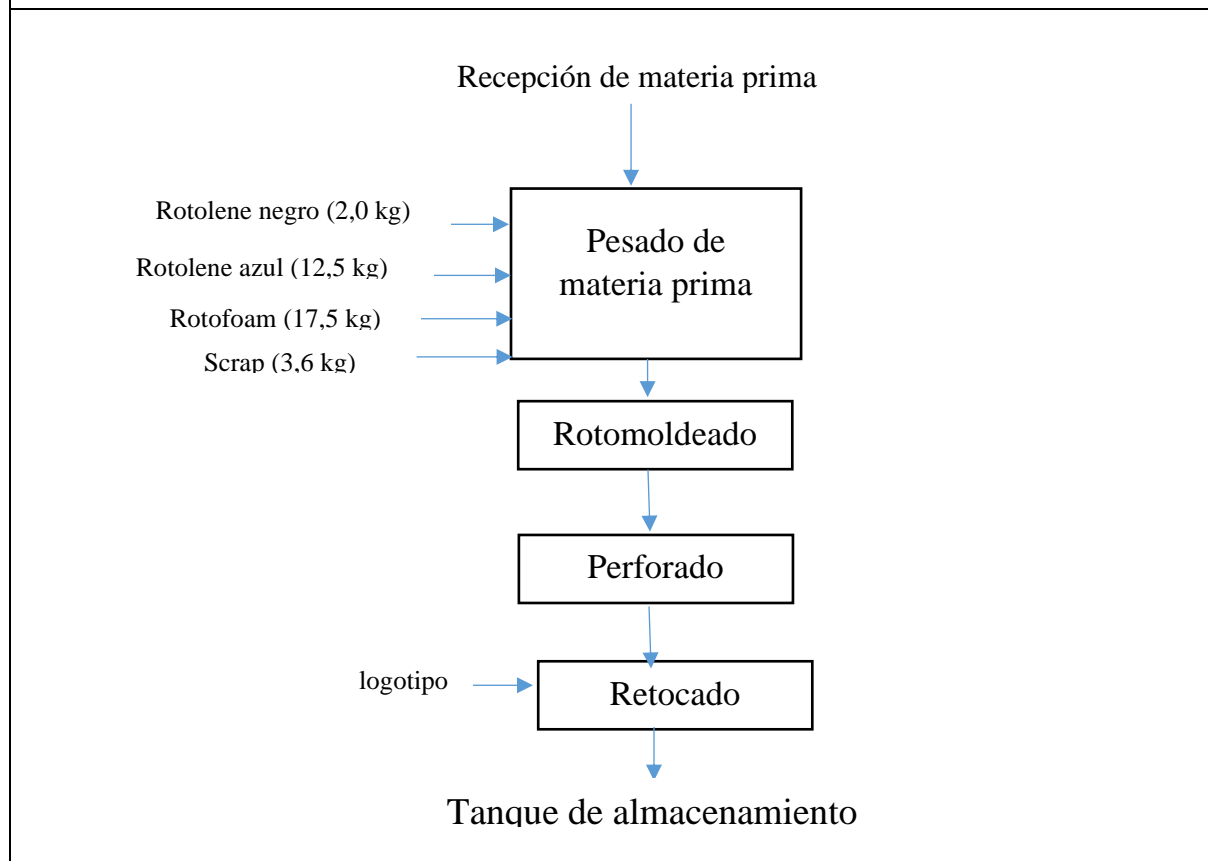 Recepción de materia prima
Rotolene negro (2,0 kg)
Rotolene azul (12,5 kg)
Rotofoam (17,5 kg)
Scrap (3,6 kg)
Pesado de
materia prima
Rotomoldeado
Perforado
logotipo
Retocado
Tanque de almacenamiento